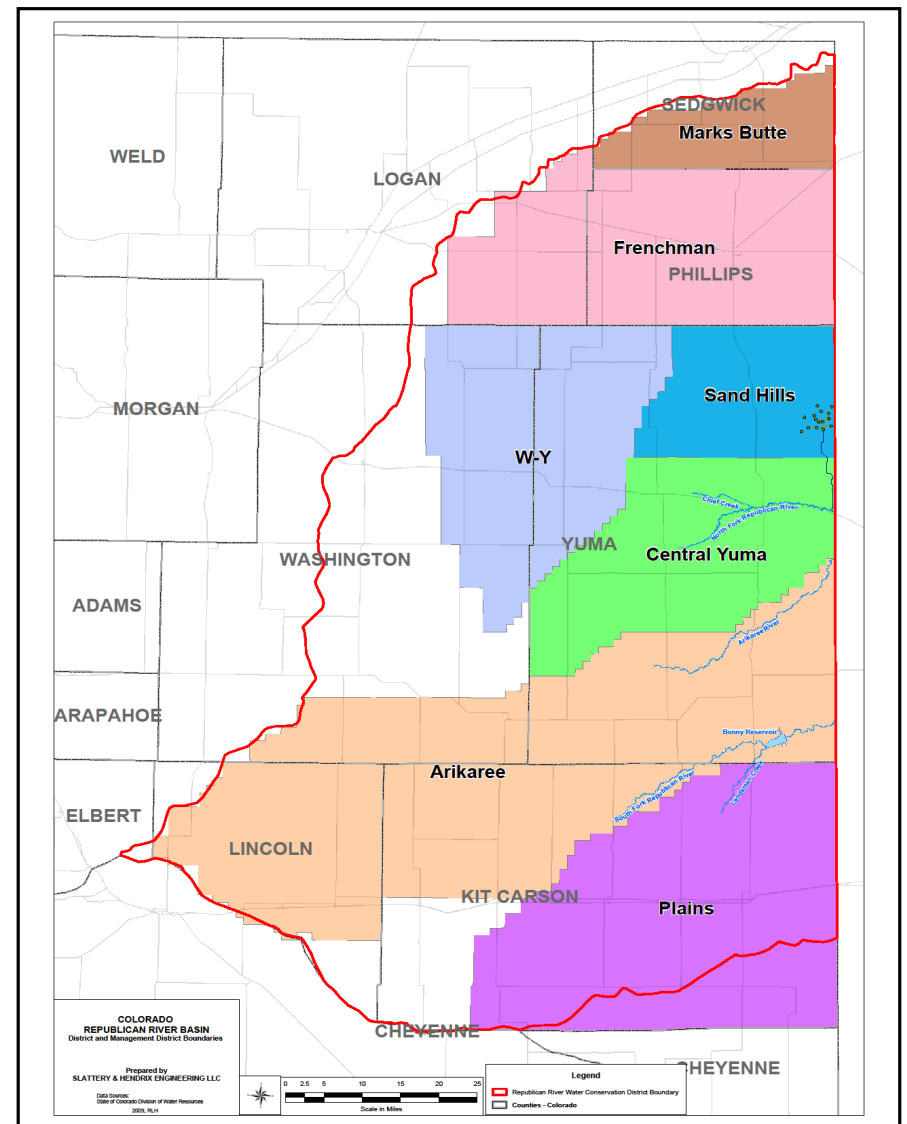 SEDGWICK
Marks Butte
WELD
LOGAN
Frenchman
PHILLIPS
Sand Hills
MORGAN
W-Y
Chief Creek
North Fork Republican River
YUMA
Central Yuma
WASHINGTON
ADAMS
Arikaree River
ARAPAHOE
Bonny Reservoir
Arikaree
South Fork Republican River
Landsman Creek
ELBERT
LINCOLN
KIT CARSON
Plains
CHEYENNE
CHEYENNE
COLORADO
REPUBLICAN RIVER BASIN
District and Management District Boundaries
Prepared by
SLATTERY & HENDRIX ENGINEERING LLC
Data Sources:
State of Colorado Division of Water Resources
2009, RLH
0 2.5 5 10 15 20 25
Scale in Miles
Legend
Republican River Water Conservation District Boundary
Counties - Colorado